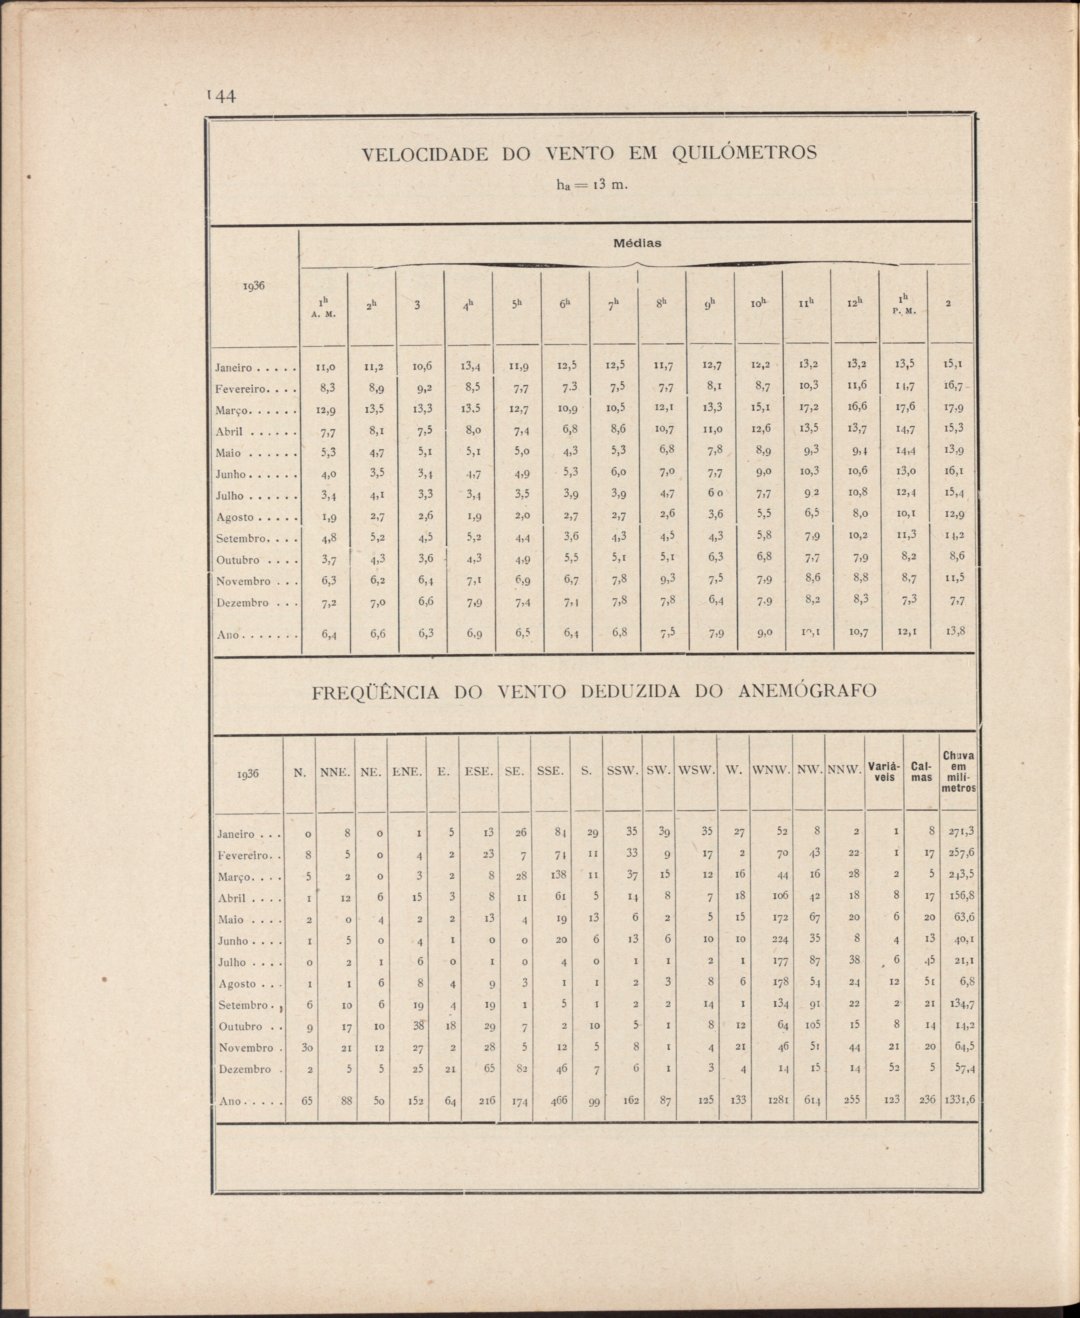 144
VELOCIDADE DO VENTO EM QUILÓMETROS
ha = 13 m.
1936 Médias
1h A. M. 2h 3 4h 5h 6h 7h 8h 9h 10h 11h 12h 1h P. M. 2
Janeiro . . . . . 11,0 11,2 10,6 13,4 11,9 12,5 12,5 11,7 12,7 12,2 13,2 13,2 13,5 15,1
Fevereiro. . . . 8,3 8,9 9,2 8,5 7,7 7.3 7,5 7,7 8,1 8,7 10,3 11,6 14,7 16,7
Março. . . . . . 12,9 13,5 13,3 13.5 12,7 10,9 10,5 12,1 13,3 15,1 17,2 16,6 17,6 17,9
Abril . . . . . . 7,7 8,1 7,5 8,0 7,4 6,8 8,6 10,7 11,0 12,6 13,5 13,7 14,7 15,3
Maio . . . . . . 5,3 4,7 5,1 5,1 5,0 4,3 5,3 6,8 7,8 8,9 9,3 9,4 14,4 13,9
Junho . . . . . . 4,0 3,5 3,4 4,7 4,9 5,3 6,0 7,0 7,7 9,0 10,3 10,6 13,0 16,1
Julho . . . . . . 3,4 4,1 3,3 3,4 3,5 3,9 3,9 4,7 6 0 7,7 9 2 10,8 12,4 15,4
Agosto . . . . . 1,9 2,7 2,6 1,9 2,0 2,7 2,7 2,6 3,6 5,5 6,5 8,0 10,1 12,9
Setembro. . . . 4,8 5,2 4,5 5,2 4,4 3,6 4,3 4,5 4,3 5,8 7,9 10,2 11,3 14,2
Outubro . . . . 3,7 4,3 3,6 4,3 4,9 5,5 5,1 5,1 6,3 6,8 7,7 7,9 8,2 8,6
Novembro . . . 6,3 6,2 6,4 7,1 6,9 6,7 7,8 9,3 7,5 7,9 8,6 8,8 8,7 11,5
Dezembro . . . 7,2 7,0 6,6 7,9 7,4 7,1 7,8 7,8 6,4 7,9 8,2 8,3 7,3 7,7
Ano . . . . . . . 6,4 6,6 6,3 6,9 6,5 6,4 6,8 7,5 7,9 9,0 10,1 10,7 12,1 13,8
FREQÜÊNCIA DO VENTO DEDUZIDA DO ANEMÓGRAFO
1936 N. NNE. NE. ENE. E. ESE. SE. SSE. S. SSW. SW. WSW. W. WNW. NW. NNW. Variáveis Calmas Chuva em milímetros
Janeiro . . . 0 8 0 1 5 13 26 84 29 35 39 35 27 52 8 2 1 8 271,3
Fevereiro. . 8 5 0 4 2 23 7 74 11 33 9 17 2 70 43 22 1 17 257,6
Março. . . . 5 2 0 3 2 8 28 138 11 37 15 12 16 44 16 28 2 5 243,5
Abril . . . . 1 12 6 15 3 8 11 61 5 14 8 7 18 106 42 18 8 17 156,8
Maio . . . . 2 0 4 2 2 13 4 19 13 6 2 5 15 172 67 20 6 20 63,6
Junho . . . . 1 5 0 4 1 0 0 20 6 13 6 10 10 224 35 8 4 13 40,1
Julho . . . . 0 2 1 6 0 1 0 4 0 1 1 2 1 177 87 38 6 45 21,1
Agosto . . . 1 1 6 8 4 9 3 1 1 2 3 8 6 178 54 24 12 51 6,8
Setembro . . 6 10 6 19 4 19 1 5 1 2 2 14 1 134 91 22 2 21 134,7
Outubro . . 9 17 10 38 18 29 7 2 10 5 1 8 12 64 105 15 8 14 14,2
Novembro . 30 21 12 27 2 28 5 12 5 8 1 4 21 46 51 44 21 20 64,5
Dezembro . 2 5 5 25 21 65 82 46 7 6 1 3 4 14 15 14 52 5 57,4
Ano . . . . . 65 88 50 152 64 216 174 466 99 162 87 125 133 1281 614 255 123 236 1331,6